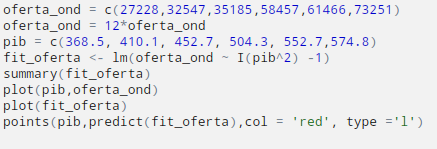 oferta_ond = c(27228,32547,35185,58457,61466,73251)
oferta_ond = 12*oferta_ond
pib = c(368.5, 410.1, 452.7, 504.3, 552.7,574.8)
fit_oferta <- lm(oferta_ond ~ I(pib^2) -1)
summary(fit_oferta)
plot(pib,oferta_ond)
plot(fit_oferta)
points(pib,predict(fit_oferta),col = 'red', type ='l')